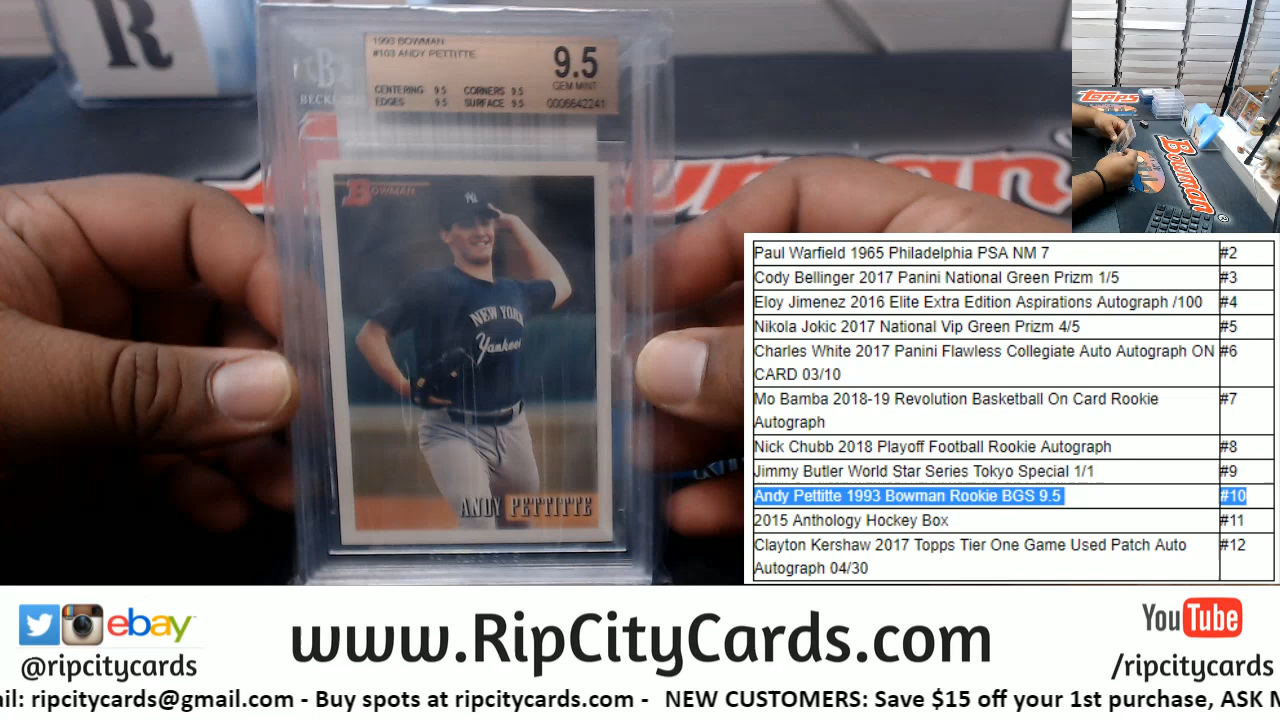 R
1993 BOWMAN
#103 ANDY PETTITTE
9.5
GEM MINT
CENTERING 9.5 CORNERS 9.5
EDGES 9.5 SURFACE 9.5
0006642241
BECKE
BOWMAN
NY
NEW YORK
Yankees
ANDY PETTITTE
TOPPS
Bowman
Paul Warfield 1965 Philadelphia PSA NM 7 #2
Cody Bellinger 2017 Panini National Green Prizm 1/5 #3
Eloy Jimenez 2016 Elite Extra Edition Aspirations Autograph /100 #4
Nikola Jokic 2017 National Vip Green Prizm 4/5 #5
Charles White 2017 Panini Flawless Collegiate Auto Autograph ON #6
CARD 03/10
Mo Bamba 2018-19 Revolution Basketball On Card Rookie #7
Autograph
Nick Chubb 2018 Playoff Football Rookie Autograph #8
Jimmy Butler World Star Series Tokyo Special 1/1 #9
Andy Pettitte 1993 Bowman Rookie BGS 9.5 #10
2015 Anthology Hockey Box #11
Clayton Kershaw 2017 Topps Tier One Game Used Patch Auto #12
Autograph 04/30
ebay
@ripcitycards
www.RipCityCards.com
YouTube
/ripcitycards
ail: ripcitycards@gmail.com - Buy spots at ripcitycards.com - NEW CUSTOMERS: Save $15 off your 1st purchase, ASK M